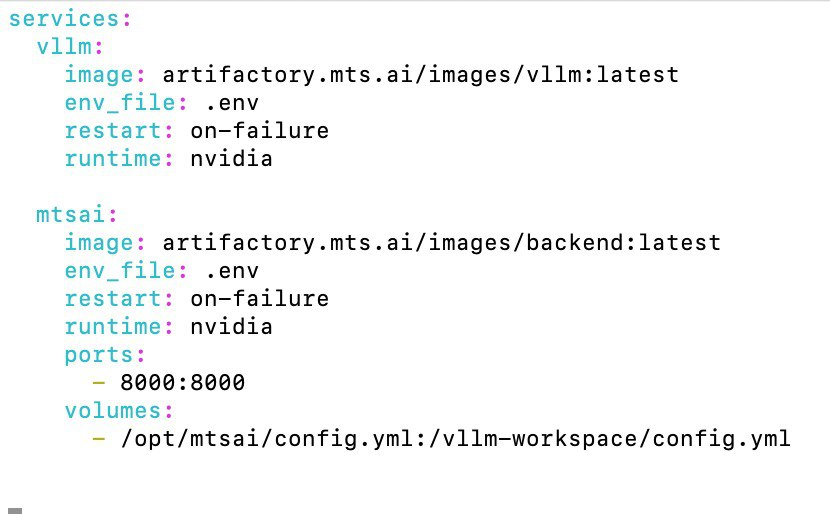 services:
  vllm:
    image: artifactory.mts.ai/images/vllm:latest
    env_file: .env
    restart: on-failure
    runtime: nvidia

  mtsai:
    image: artifactory.mts.ai/images/backend:latest
    env_file: .env
    restart: on-failure
    runtime: nvidia
    ports:
      - 8000:8000
    volumes:
      - /opt/mtsai/config.yml:/vllm-workspace/config.yml